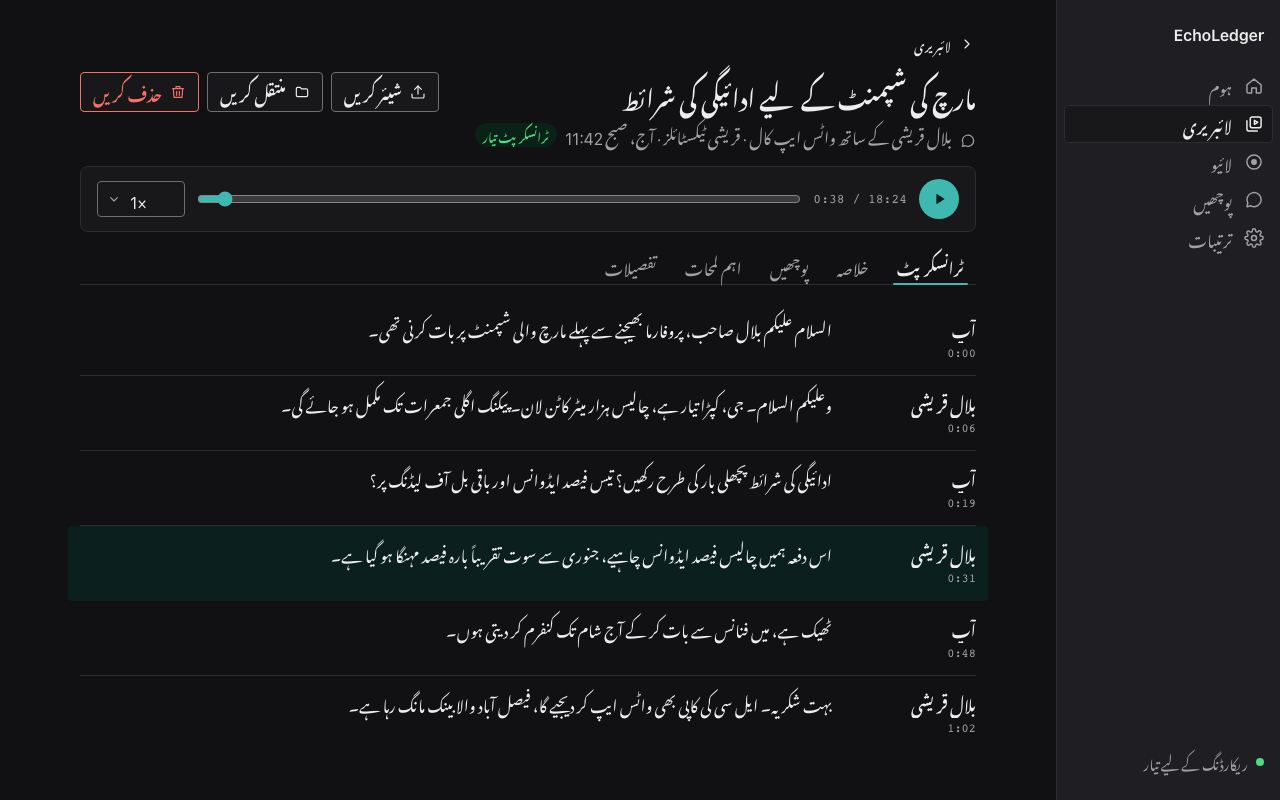 EchoLedger
ہوم
لائبریری
لائیو
پوچھیں
ترتیبات
ریکارڈنگ کے لیے تیار
لائبریری
مارچ کی شپمنٹ کے لیے ادائیگی کی شرائط
شیئر کریں
منتقل کریں
حذف کریں
بلال قریشی کے ساتھ واٹس ایپ کال · قریشی ٹیکسٹائلز · آج، صبح 11:42 ٹرانسکرپٹ تیار
0:38 / 18:24
1×
ٹرانسکرپٹ
خلاصہ
پوچھیں
اہم لمحات
تفصیلات
آپ
0:00
السلام علیکم بلال صاحب، پروفارما بھیجنے سے پہلے مارچ والی شپمنٹ پر بات کرنی تھی۔
بلال قریشی
0:06
وعلیکم السلام۔ جی، کپڑا تیار ہے، چالیس ہزار میٹر کاٹن لان۔ پیکنگ اگلی جمعرات تک مکمل ہو جائے گی۔
آپ
0:19
ادائیگی کی شرائط پچھلی بار کی طرح رکھیں؟ تیس فیصد ایڈوانس اور باقی بل آف لیڈنگ پر؟
بلال قریشی
0:31
اس دفعہ ہمیں چالیس فیصد ایڈوانس چاہیے، جنوری سے سوت تقریباً بارہ فیصد مہنگا ہو گیا ہے۔
آپ
0:48
ٹھیک ہے، میں فنانس سے بات کر کے آج شام تک کنفرم کر دیتی ہوں۔
بلال قریشی
1:02
بہت شکریہ۔ ایل سی کی کاپی بھی واٹس ایپ کر دیجیے گا، فیصل آباد والا بینک مانگ رہا ہے۔